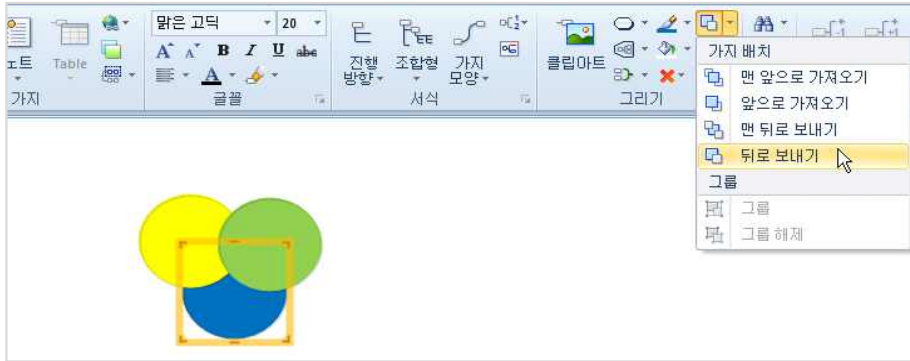 맑은 고딕 20
가 가 B I U abc
ㅍ트 Table
진행 방향
조합형
가지 모양
클립아트
가지 글꼴 서식 그리기
가지 배치
맨 앞으로 가져오기
앞으로 가져오기
맨 뒤로 보내기
뒤로 보내기
그룹
그룹
그룹 해제